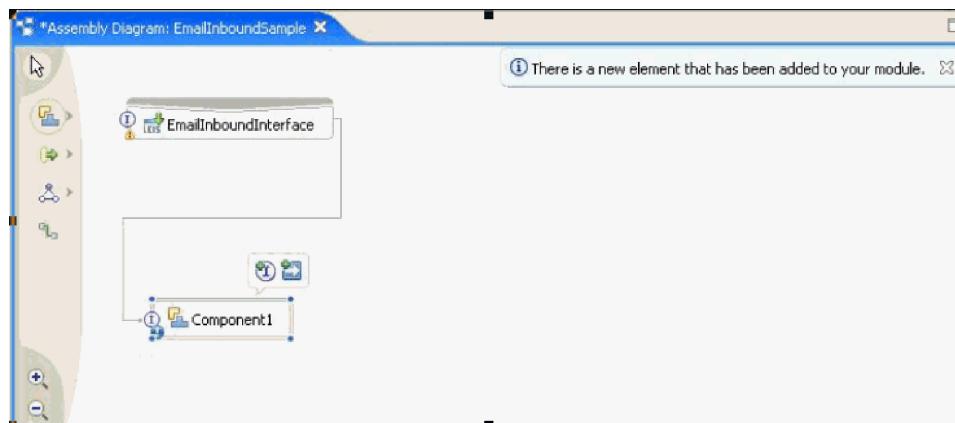 *Assembly Diagram: EmailInboundSample
There is a new element that has been added to your module.
EmailInboundInterface
Component1